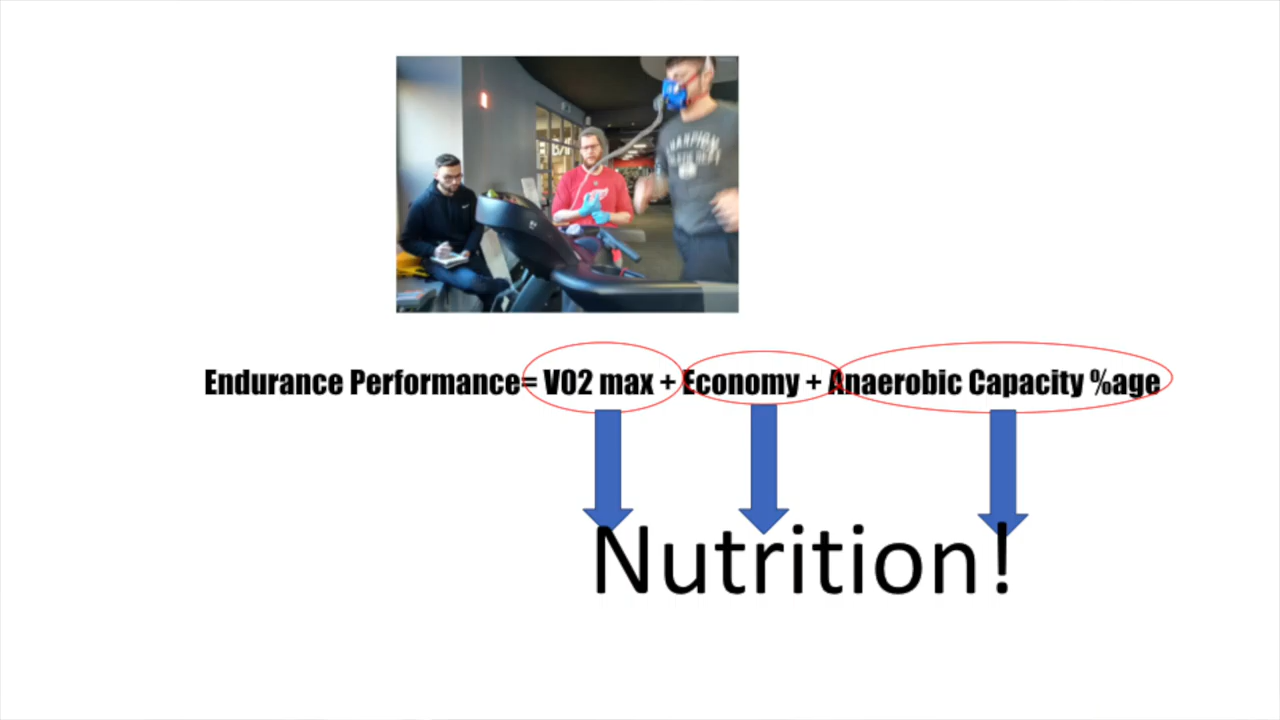 Endurance Performance= VO2 max + Economy + Anaerobic Capacity %age
Nutrition!